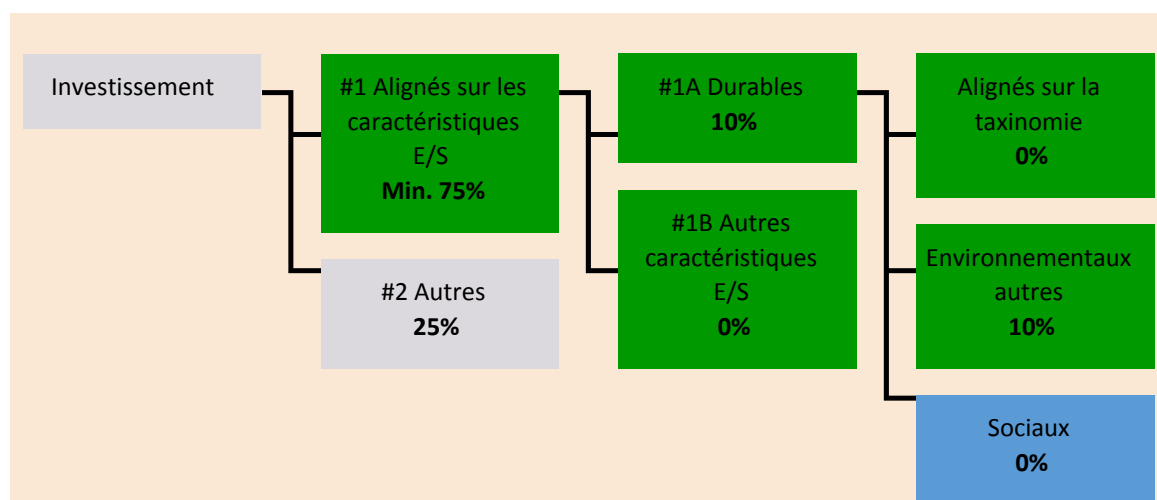 Investissement
#1 Alignés sur les
caractéristiques
E/S
Min. 75%
#2 Autres
25%
#1A Durables
10%
#1B Autres
caractéristiques
E/S
0%
Alignés sur la
taxinomie
0%
Environnementaux
autres
10%
Sociaux
0%